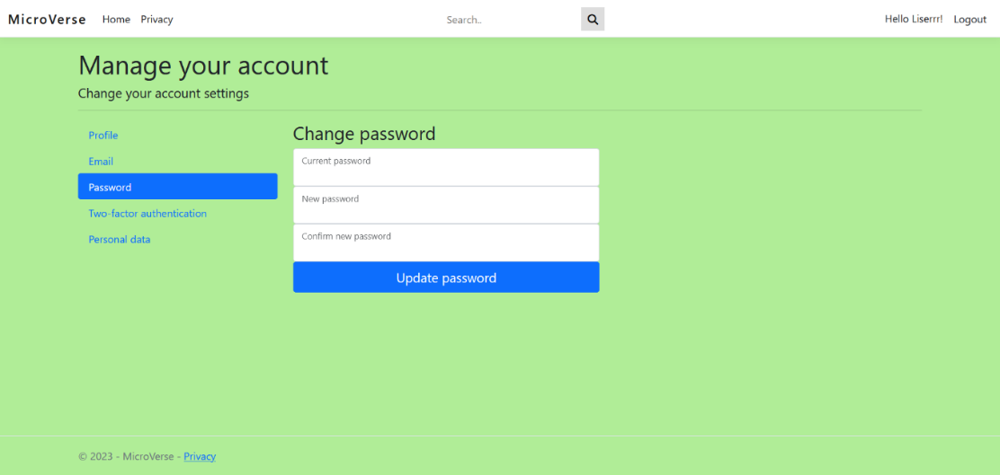 MicroVerse Home Privacy Search.. Hello Liserrr! Logout
Manage your account
Change your account settings
Profile
Email
Password
Two-factor authentication
Personal data
Change password
Current password
New password
Confirm new password
Update password
© 2023 - MicroVerse - Privacy